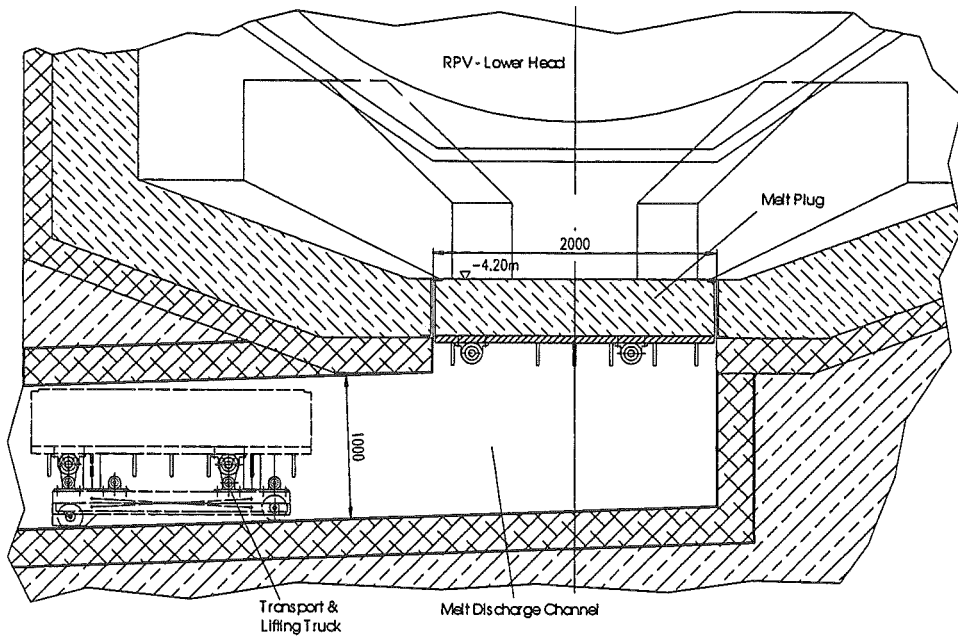 RPV - Lower Head
Melt Plug
2000
-4.20m
1000
Transport &
Lifting Truck
Melt Discharge Channel